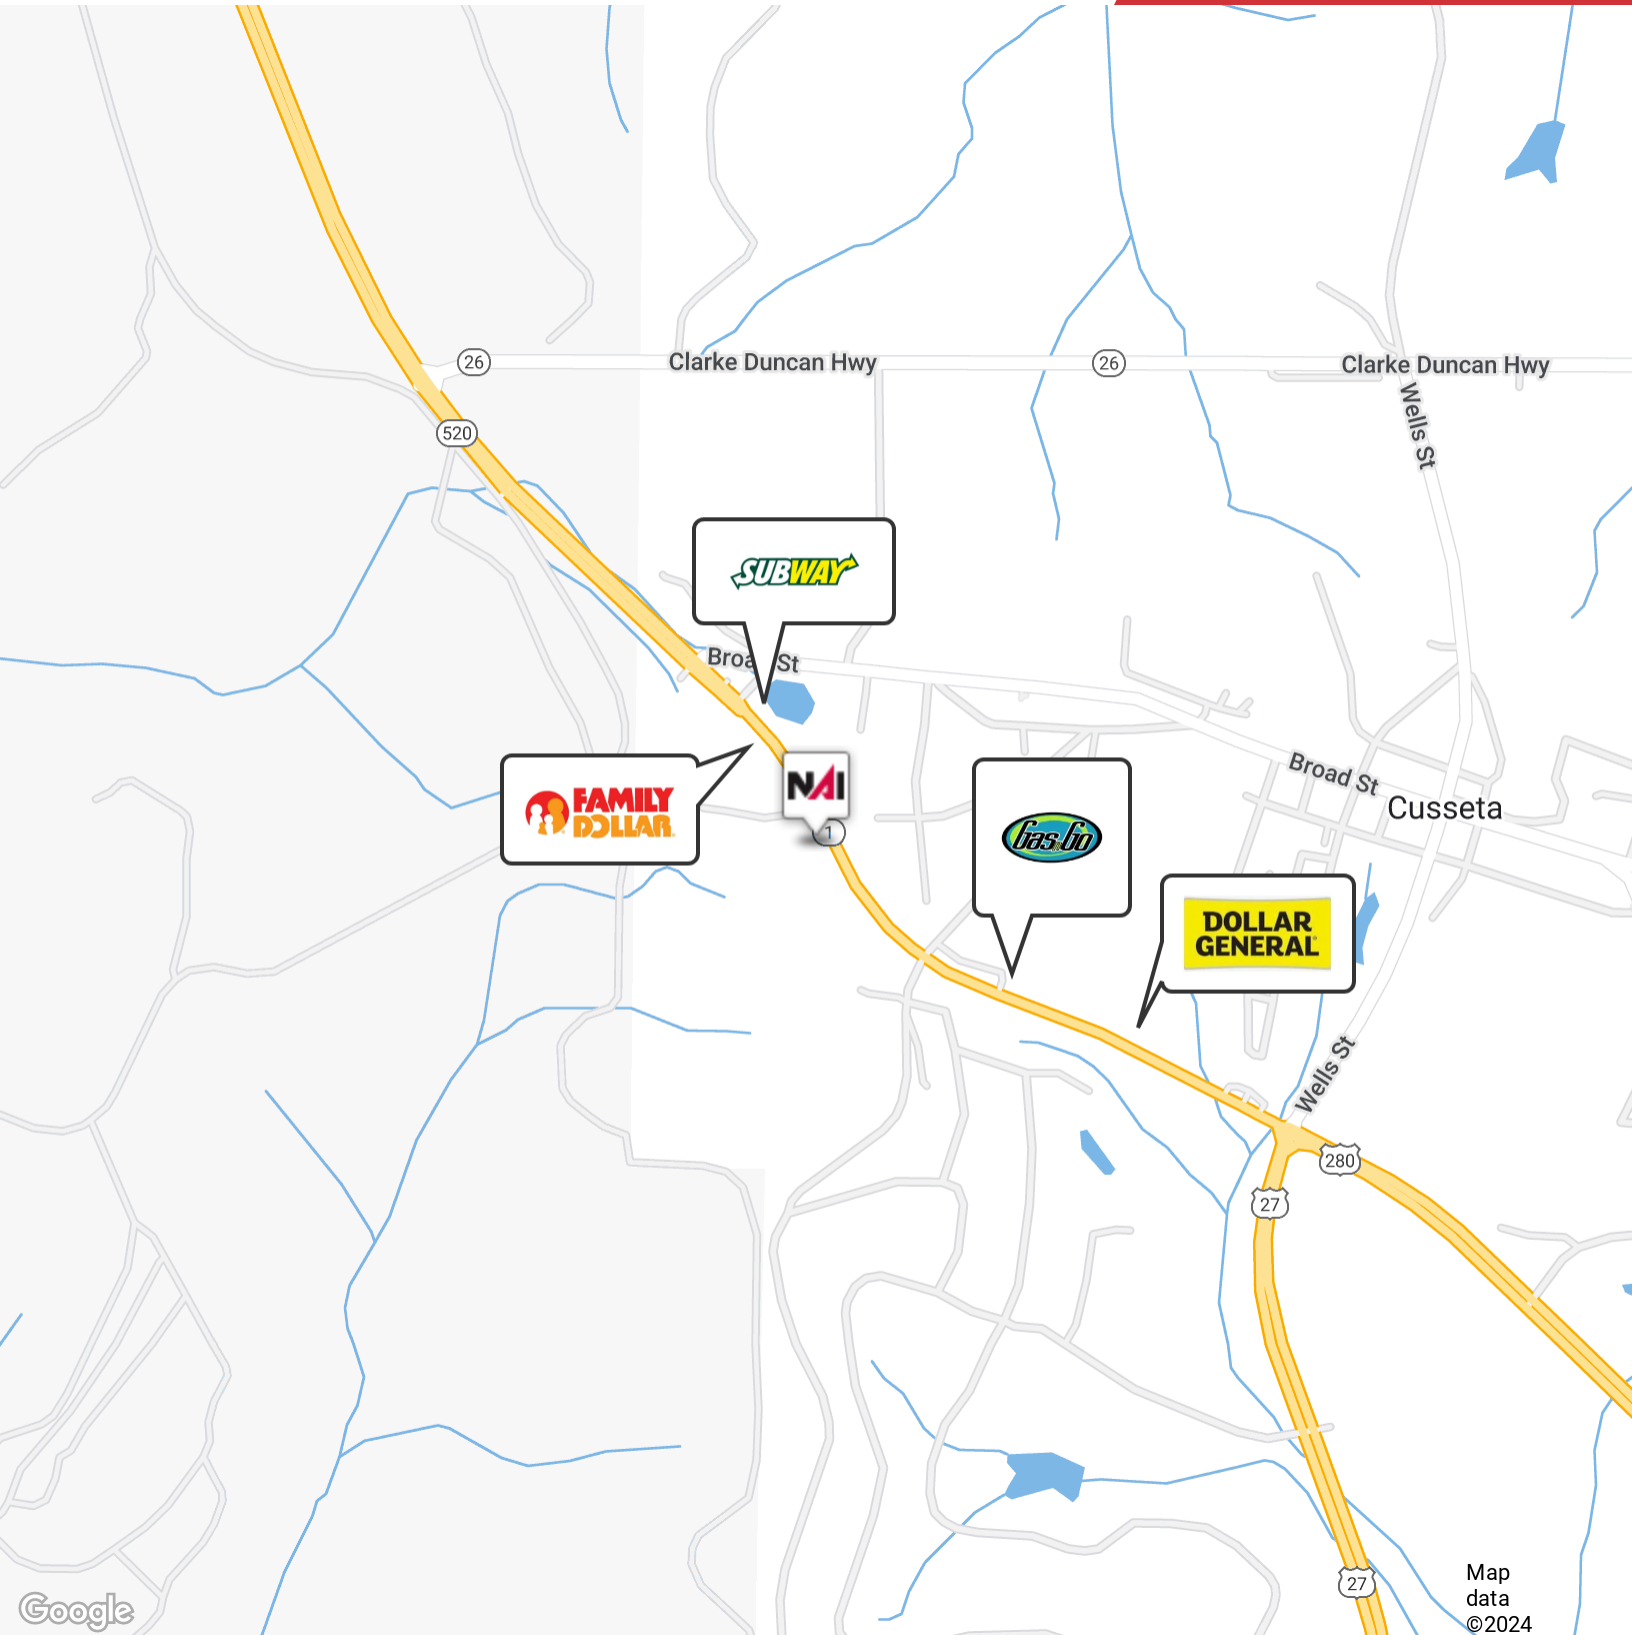 26
Clarke Duncan Hwy
26
Clarke Duncan Hwy
Wells St
520
SUBWAY
Broad St
Broad St
Cusseta
FAMILY
DOLLAR
NAI
1
Gas n Go
DOLLAR
GENERAL
Wells St
280
27
27
Google
Map
data
©2024